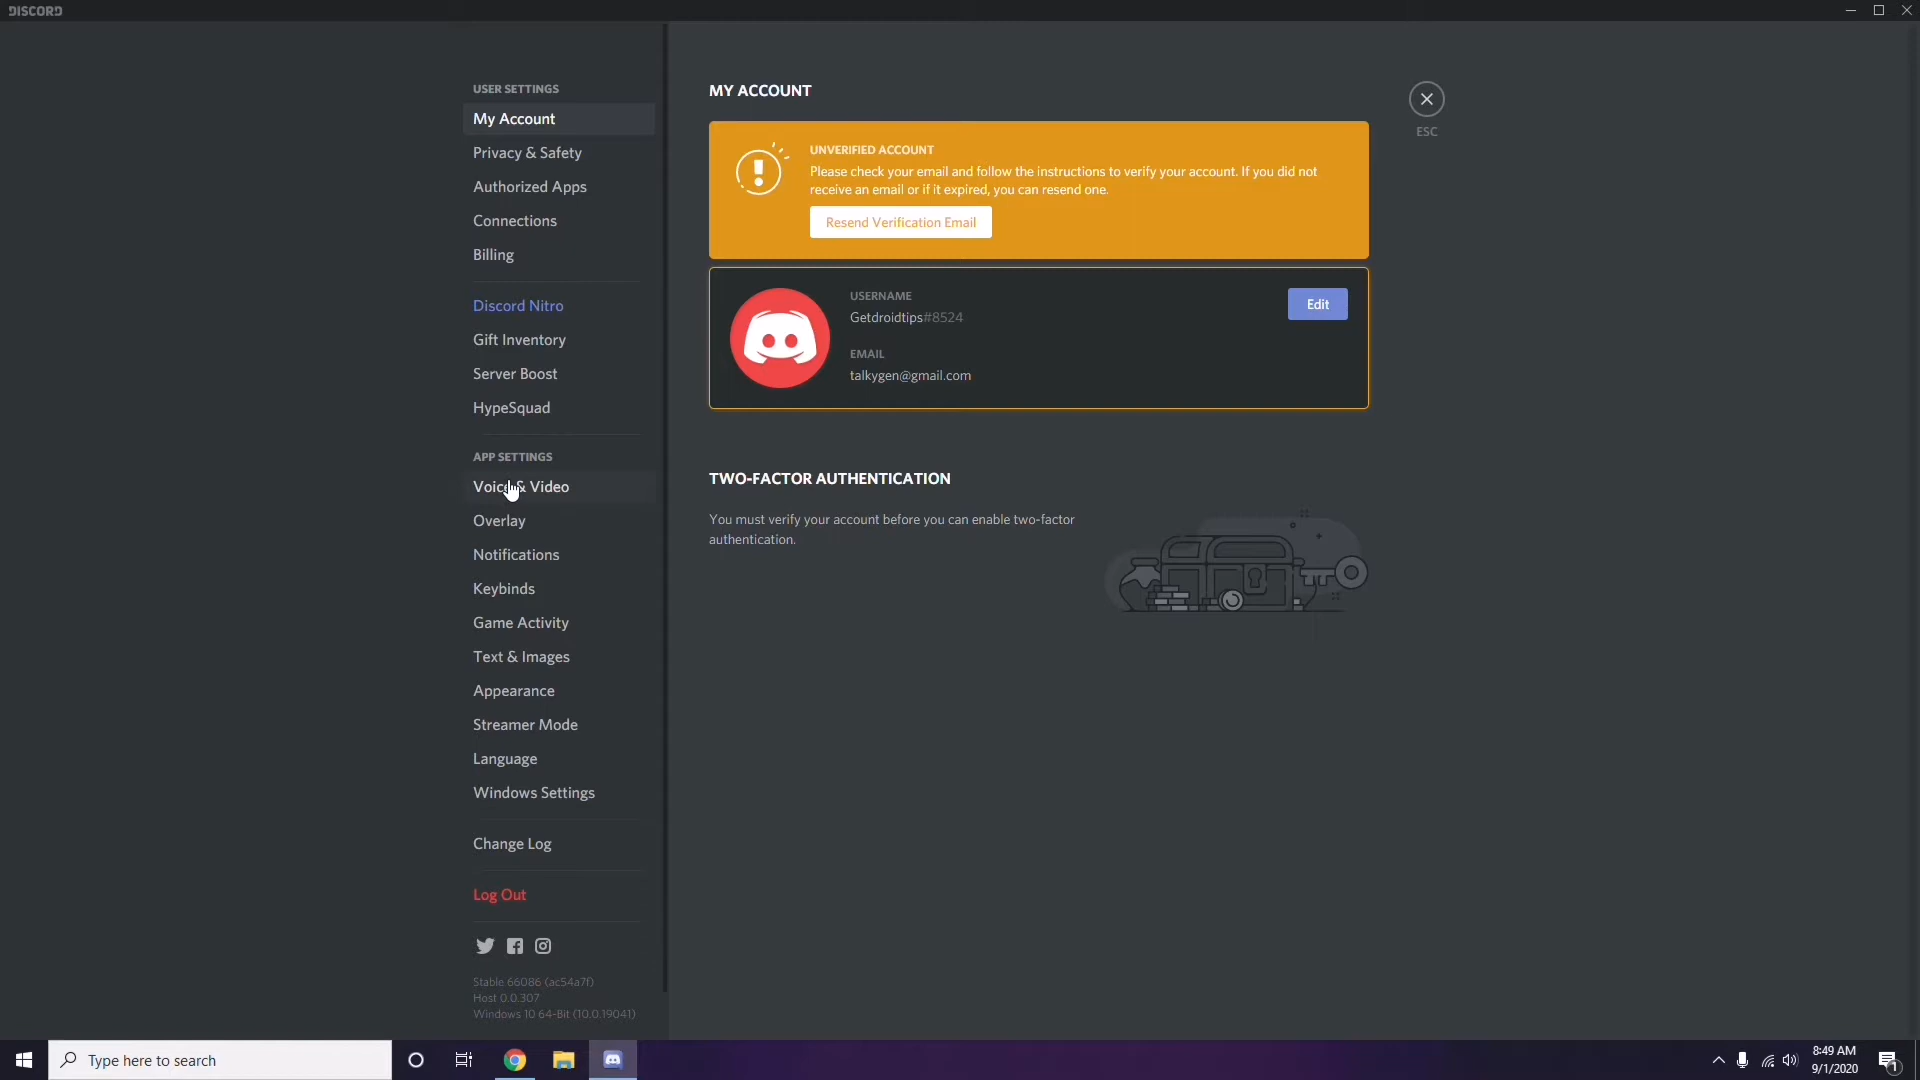 DISCORD
USER SETTINGS
My Account
Privacy & Safety
Authorized Apps
Connections
Billing
Discord Nitro
Gift Inventory
Server Boost
HypeSquad
APP SETTINGS
Voice & Video
Overlay
Notifications
Keybinds
Game Activity
Text & Images
Appearance
Streamer Mode
Language
Windows Settings
Change Log
Log Out
Stable 66086 (ac54a7f)
Host 0.0.307
Windows 10 64-Bit (10.0.19041)
MY ACCOUNT
ESC
UNVERIFIED ACCOUNT
Please check your email and follow the instructions to verify your account. If you did not
receive an email or if it expired, you can resend one.
Resend Verification Email
USERNAME
Getdroidtips#8524
Edit
EMAIL
talkygen@gmail.com
TWO-FACTOR AUTHENTICATION
You must verify your account before you can enable two-factor
authentication.
Type here to search
8:49 AM
9/1/2020
1